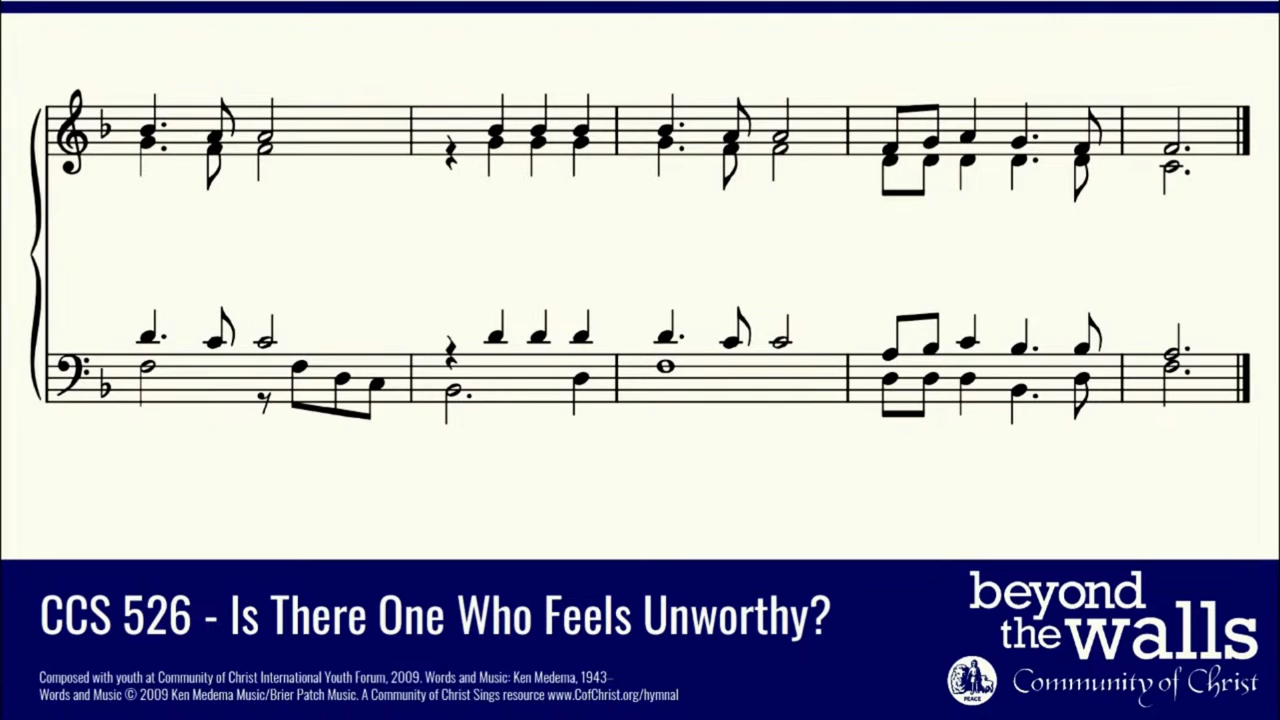 CCS 526 - Is There One Who Feels Unworthy?
Composed with youth at Community of Christ International Youth Forum, 2009. Words and Music: Ken Medema, 1943–
Words and Music © 2009 Ken Medema Music/Brier Patch Music. A Community of Christ Sings resource www.CofChrist.org/hymnal
beyond
the walls
PEACE
Community of Christ